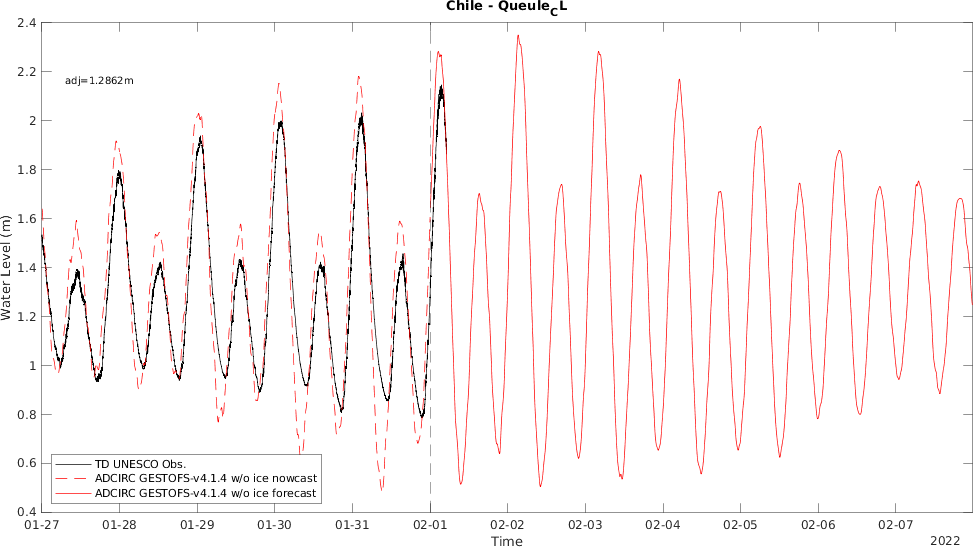 Chile - Queule_CL
2.4
2.2
adj=1.2862m
2
1.8
1.6
1.4
1.2
1
0.8
0.6
0.4
Water Level (m)
TD UNESCO Obs.
ADCIRC GESTOFS-v4.1.4 w/o ice nowcast
ADCIRC GESTOFS-v4.1.4 w/o ice forecast
01-27 01-28 01-29 01-30 01-31 02-01 02-02 02-03 02-04 02-05 02-06 02-07
Time
2022